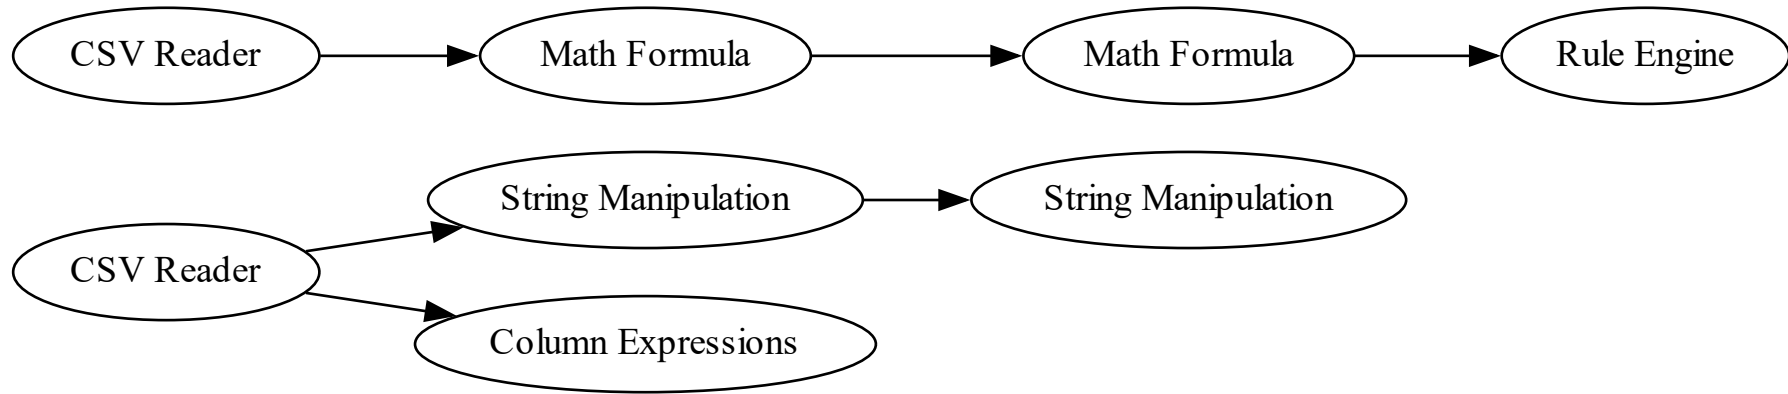 CSV Reader
Math Formula
Math Formula
Rule Engine
String Manipulation
String Manipulation
CSV Reader
Column Expressions